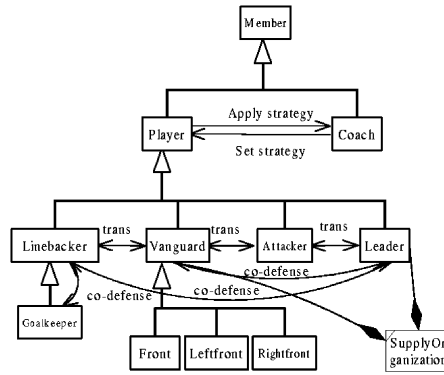 Member
Apply strategy
Player
Coach
Set strategy
trans
trans
trans
Linebacker
Vanguard
Attacker
Leader
co-defense
co-defense
co-defense
Goalkeeper
Front
Leftfront
Rightfront
SupplyOr
ganization